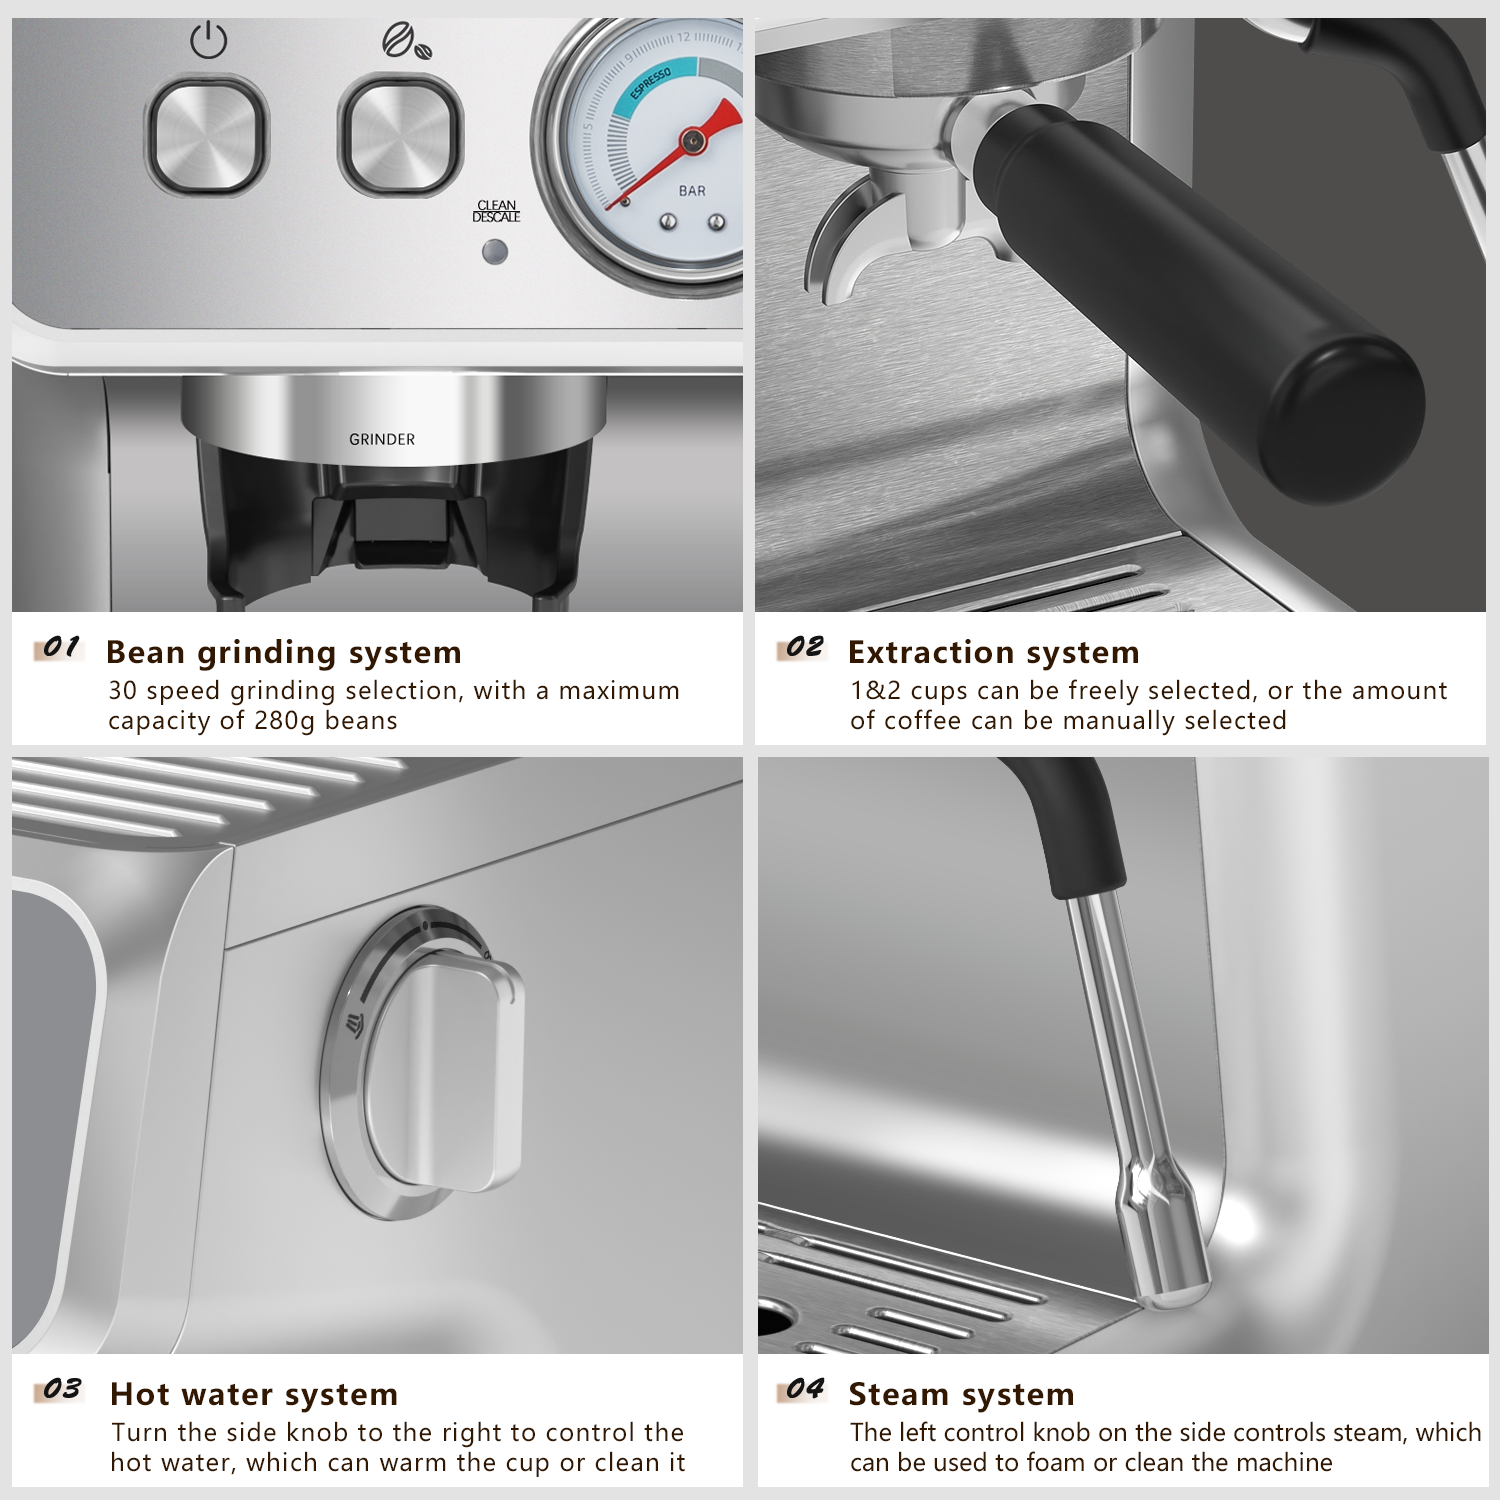 9 12
ESPRESSO
5
BAR
CLEAN
DESCALE
GRINDER
01 Bean grinding system
30 speed grinding selection, with a maximum
capacity of 280g beans
02 Extraction system
1&2 cups can be freely selected, or the amount
of coffee can be manually selected
03 Hot water system
Turn the side knob to the right to control the
hot water, which can warm the cup or clean it
04 Steam system
The left control knob on the side controls steam, which
can be used to foam or clean the machine